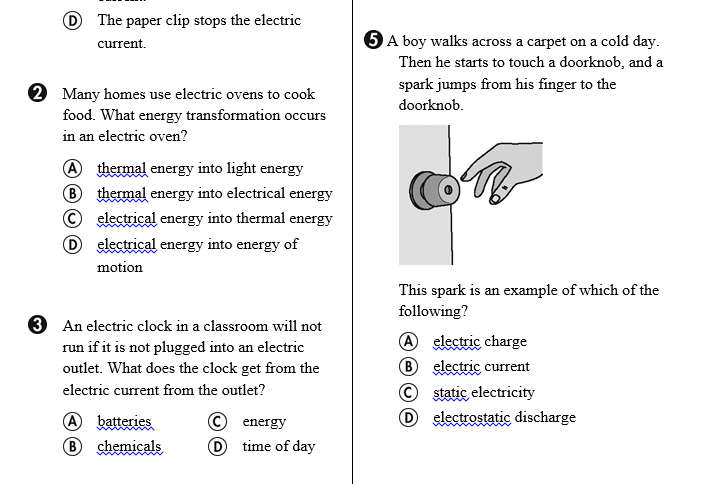 Ⓓ The paper clip stops the electric
current.
❷ Many homes use electric ovens to cook
food. What energy transformation occurs
in an electric oven?
Ⓐ thermal energy into light energy
Ⓑ thermal energy into electrical energy
Ⓒ electrical energy into thermal energy
Ⓓ electrical energy into energy of
motion
❸ An electric clock in a classroom will not
run if it is not plugged into an electric
outlet. What does the clock get from the
electric current from the outlet?
Ⓐ batteries Ⓒ energy
Ⓑ chemicals Ⓓ time of day
❺ A boy walks across a carpet on a cold day.
Then he starts to touch a doorknob, and a
spark jumps from his finger to the
doorknob.
This spark is an example of which of the
following?
Ⓐ electric charge
Ⓑ electric current
Ⓒ static electricity
Ⓓ electrostatic discharge